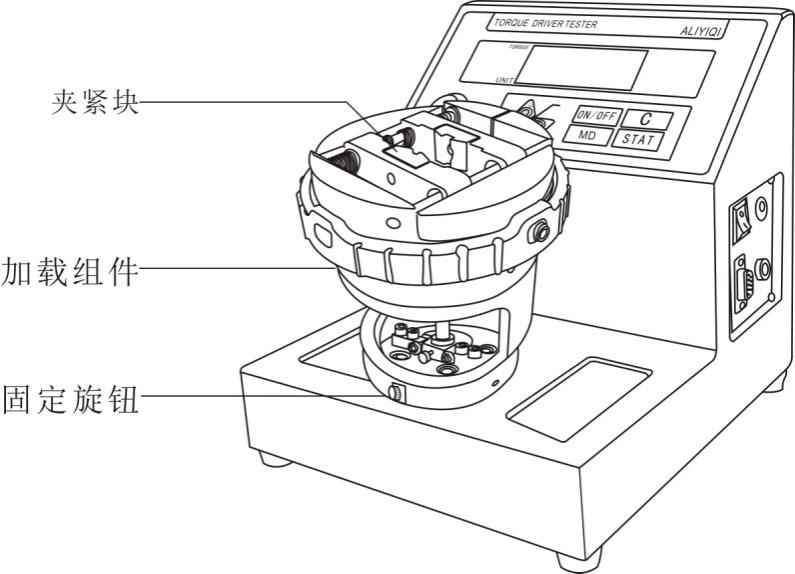 TORQUE DRIVER TESTER
ALIYIQI
TORQUE
UNIT
ON/OFF
C
MD
STAT
夹紧块
加载组件
固定旋钮